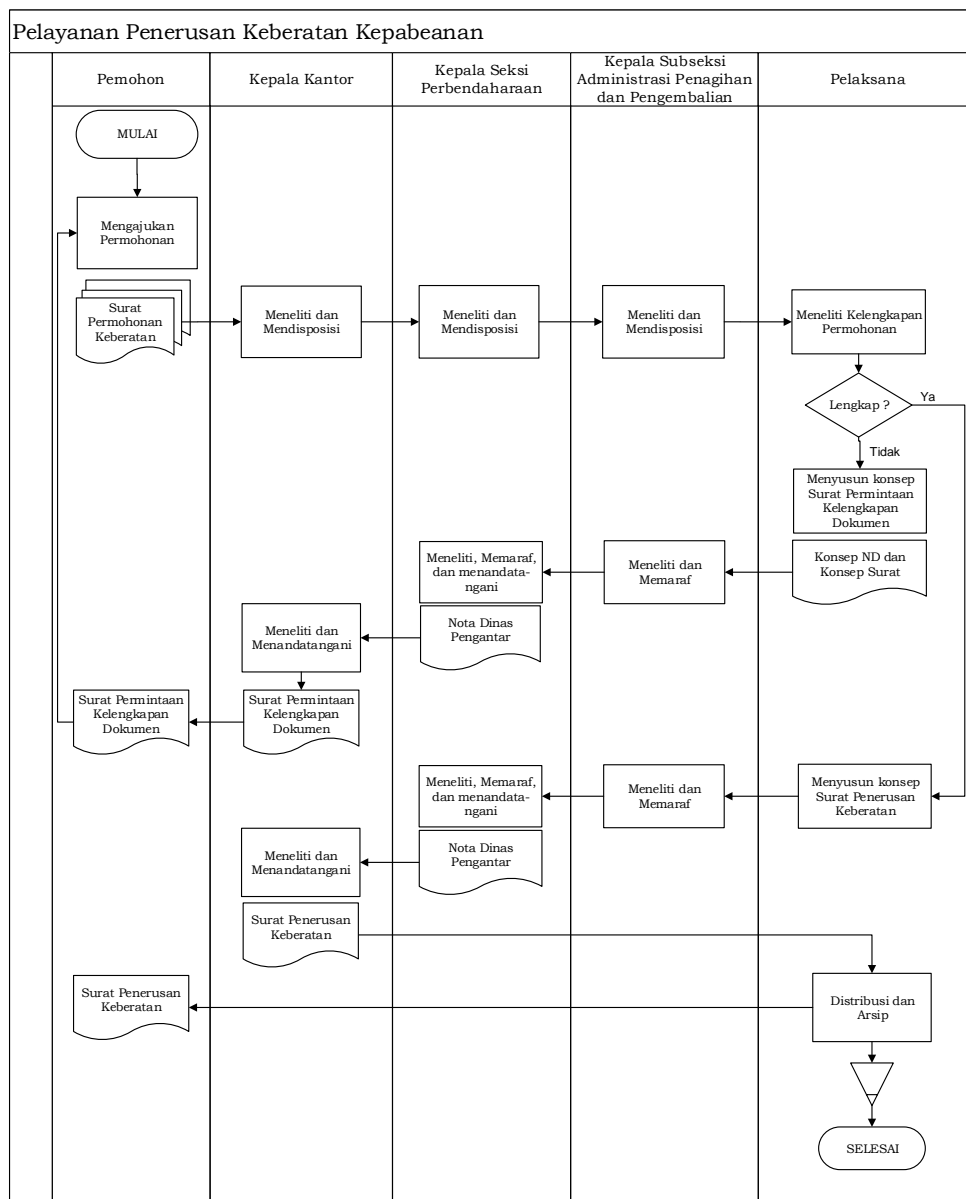 Pelayanan Penerusan Keberatan Kepabeanan
Pemohon
Kepala Kantor
Kepala Seksi
Perbendaharaan
Kepala Subseksi
Administrasi Penagihan
dan Pengembalian
Pelaksana
MULAI
Mengajukan
Permohonan
Surat
Permohonan
Keberatan
Meneliti dan
Mendisposisi
Meneliti dan
Mendisposisi
Meneliti dan
Mendisposisi
Meneliti Kelengkapan
Permohonan
Lengkap ?
Ya
Tidak
Menyusun konsep
Surat Permintaan
Kelengkapan
Dokumen
Konsep ND dan
Konsep Surat
Meneliti dan
Memaraf
Meneliti, Memaraf,
dan menandata-
ngani
Nota Dinas
Pengantar
Meneliti dan
Menandatangani
Surat Permintaan
Kelengkapan
Dokumen
Surat Permintaan
Kelengkapan
Dokumen
Menyusun konsep
Surat Penerusan
Keberatan
Meneliti dan
Memaraf
Meneliti, Memaraf,
dan menandata-
ngani
Nota Dinas
Pengantar
Meneliti dan
Menandatangani
Surat Penerusan
Keberatan
Distribusi dan
Arsip
Surat Penerusan
Keberatan
SELESAI